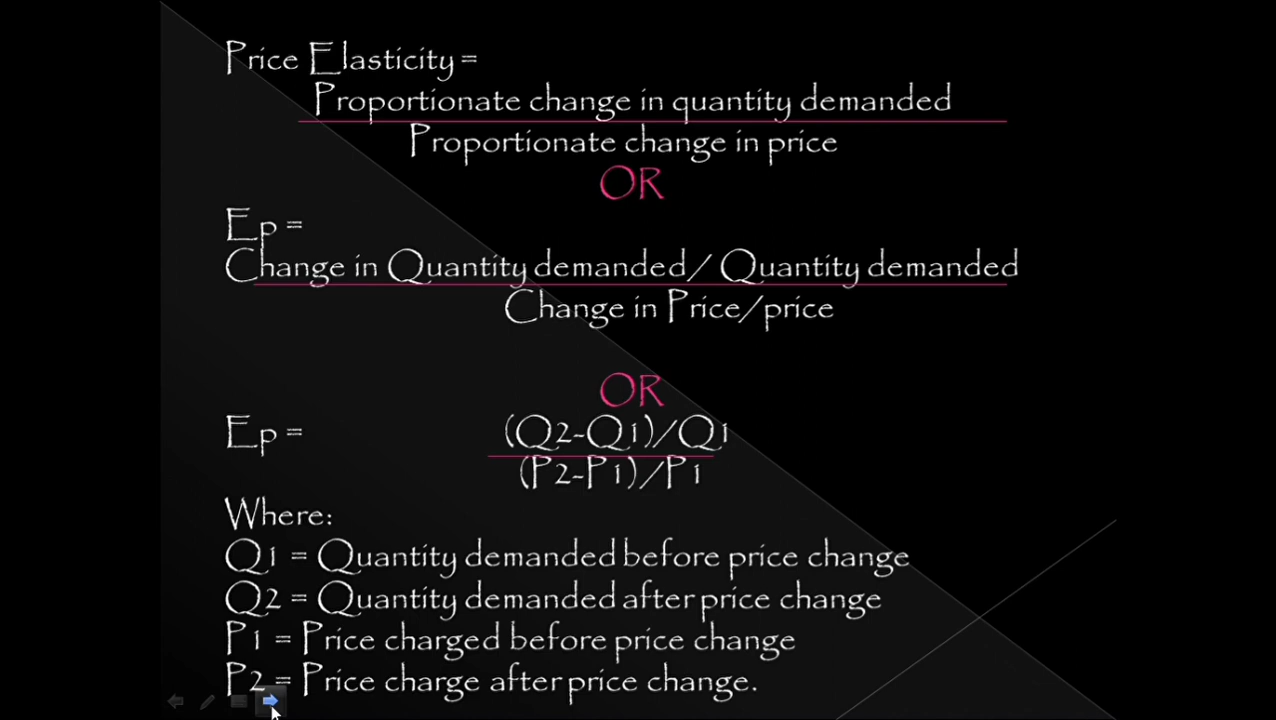 Price Elasticity =
Proportionate change in quantity demanded
Proportionate change in price
OR
Ep =
Change in Quantity demanded/ Quantity demanded
Change in Price/price
OR
Ep = (Q2-Q1)/Q1
(P2-P1)/P1
Where:
Q1 = Quantity demanded before price change
Q2 = Quantity demanded after price change
P1 = Price charged before price change
P2 = Price charge after price change.